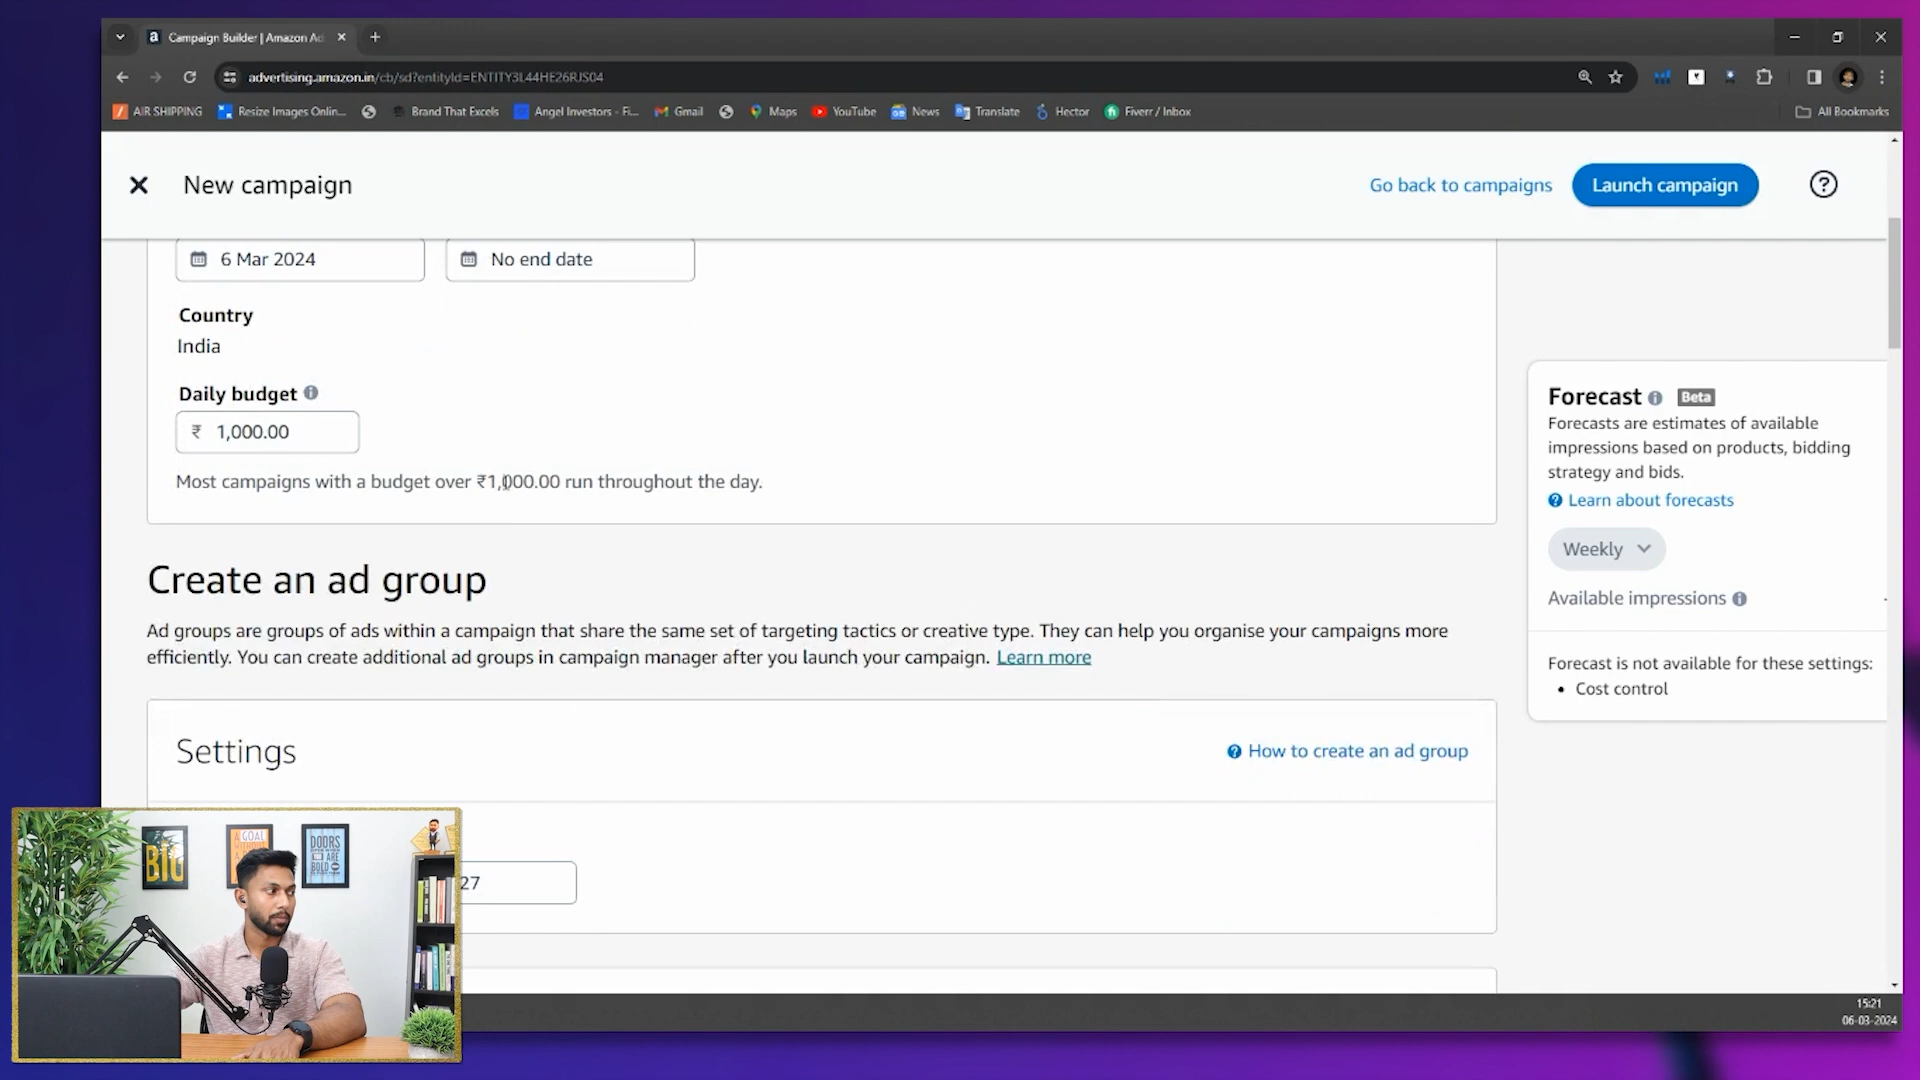 Campaign Builder | Amazon Ad
advertising.amazon.in/cb/sd?entityId=ENTITY3L44HE26RJS04
AIR SHIPPING
Resize Images Onlin...
Brand That Excels
Angel Investors - Fi...
Gmail
Maps
YouTube
News
Translate
Hector
Fiverr / Inbox
All Bookmarks
New campaign
Go back to campaigns
Launch campaign
6 Mar 2024
No end date
Country
India
Daily budget
₹ 1,000.00
Most campaigns with a budget over ₹1,000.00 run throughout the day.
Forecast Beta
Forecasts are estimates of available
impressions based on products, bidding
strategy and bids.
Learn about forecasts
Weekly
Available impressions
-
Forecast is not available for these settings:
• Cost control
Create an ad group
Ad groups are groups of ads within a campaign that share the same set of targeting tactics or creative type. They can help you organise your campaigns more
efficiently. You can create additional ad groups in campaign manager after you launch your campaign. Learn more
Settings
How to create an ad group
27
BIG
A GOAL
DOORS
YOU ARE
BOLD
15:21
06-03-2024